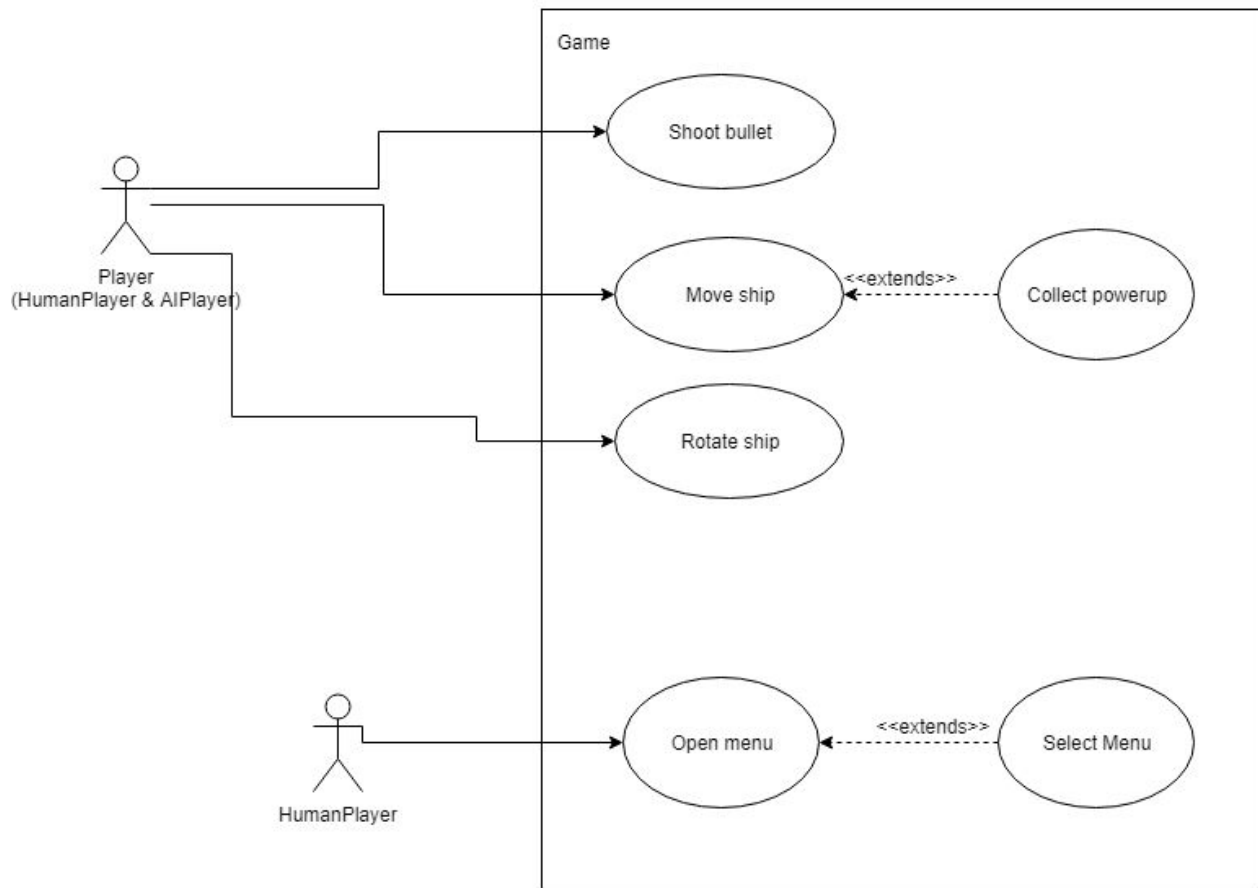 Game
Shoot bullet
Player
(HumanPlayer & AIPlayer)
Move ship
<<extends>>
Collect powerup
Rotate ship
HumanPlayer
Open menu
<<extends>>
Select Menu